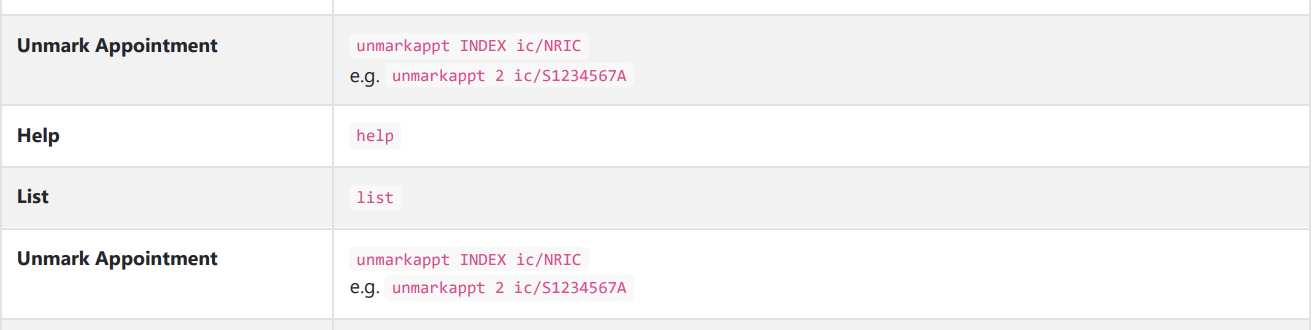 Unmark Appointment
unmarkappt INDEX ic/NRIC
e.g. unmarkappt 2 ic/S1234567A
Help
help
List
list
Unmark Appointment
unmarkappt INDEX ic/NRIC
e.g. unmarkappt 2 ic/S1234567A